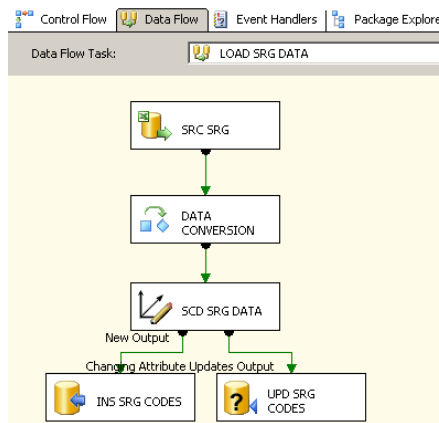 Control Flow Data Flow Event Handlers Package Explore
Data Flow Task: LOAD SRG DATA
SRC SRG
DATA
CONVERSION
SCD SRG DATA
New Output
Changing Attribute Updates Output
INS SRG CODES
UPD SRG
CODES